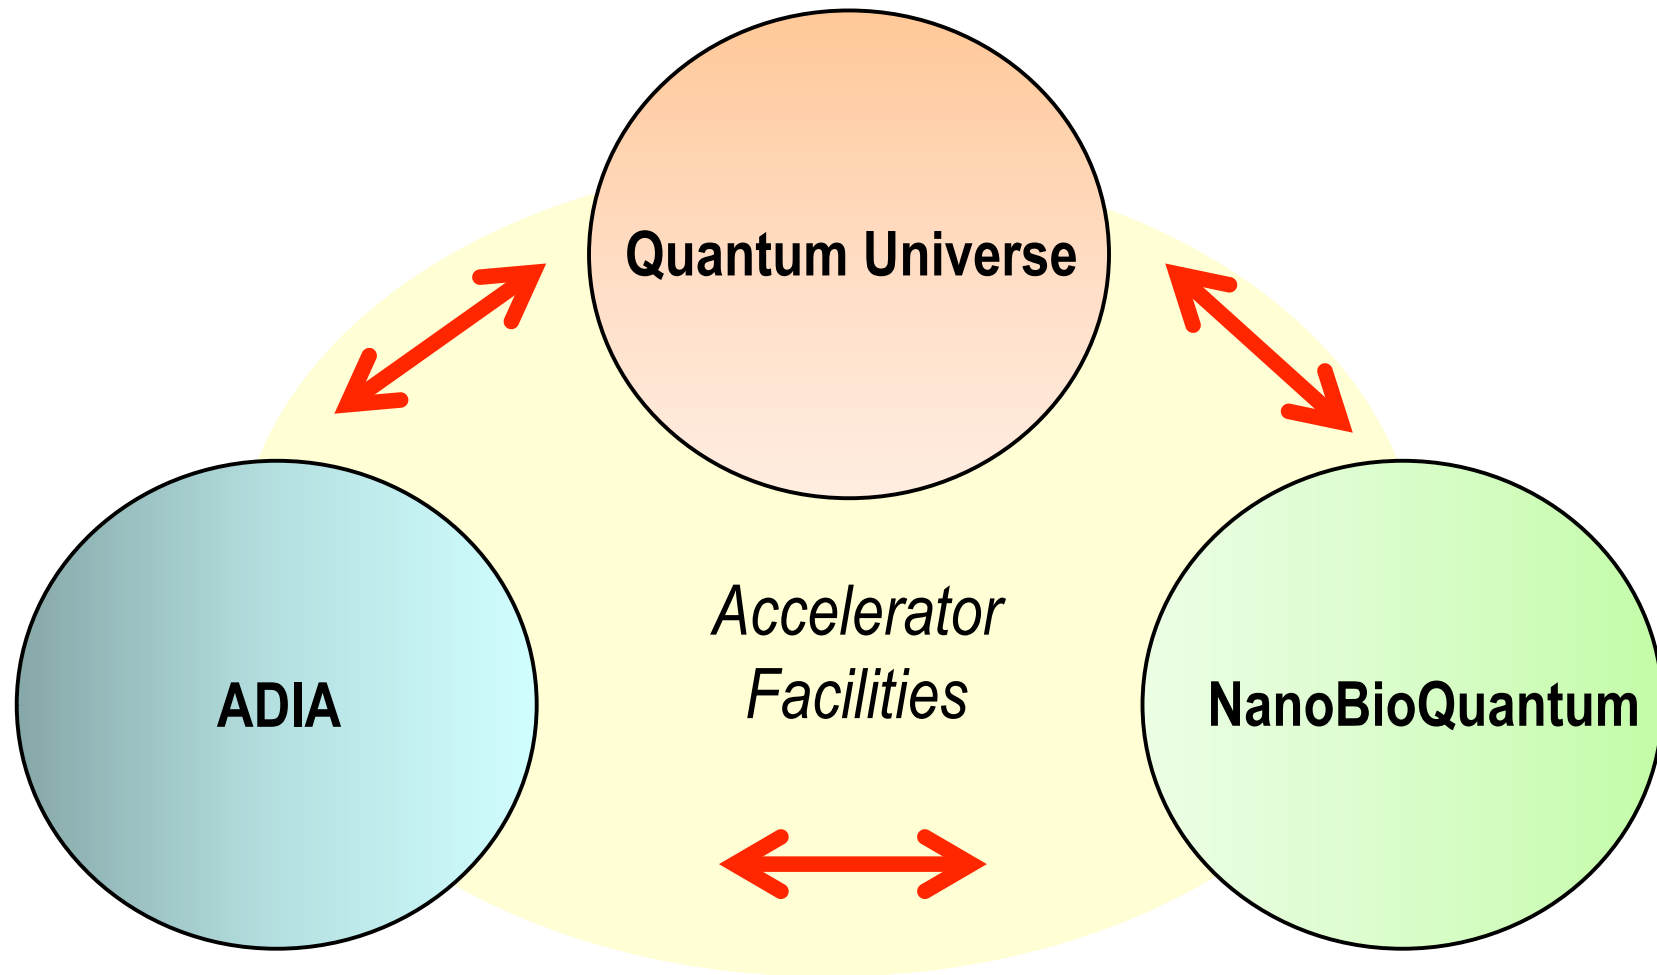 Quantum Universe
Accelerator
Facilities
ADIA
NanoBioQuantum